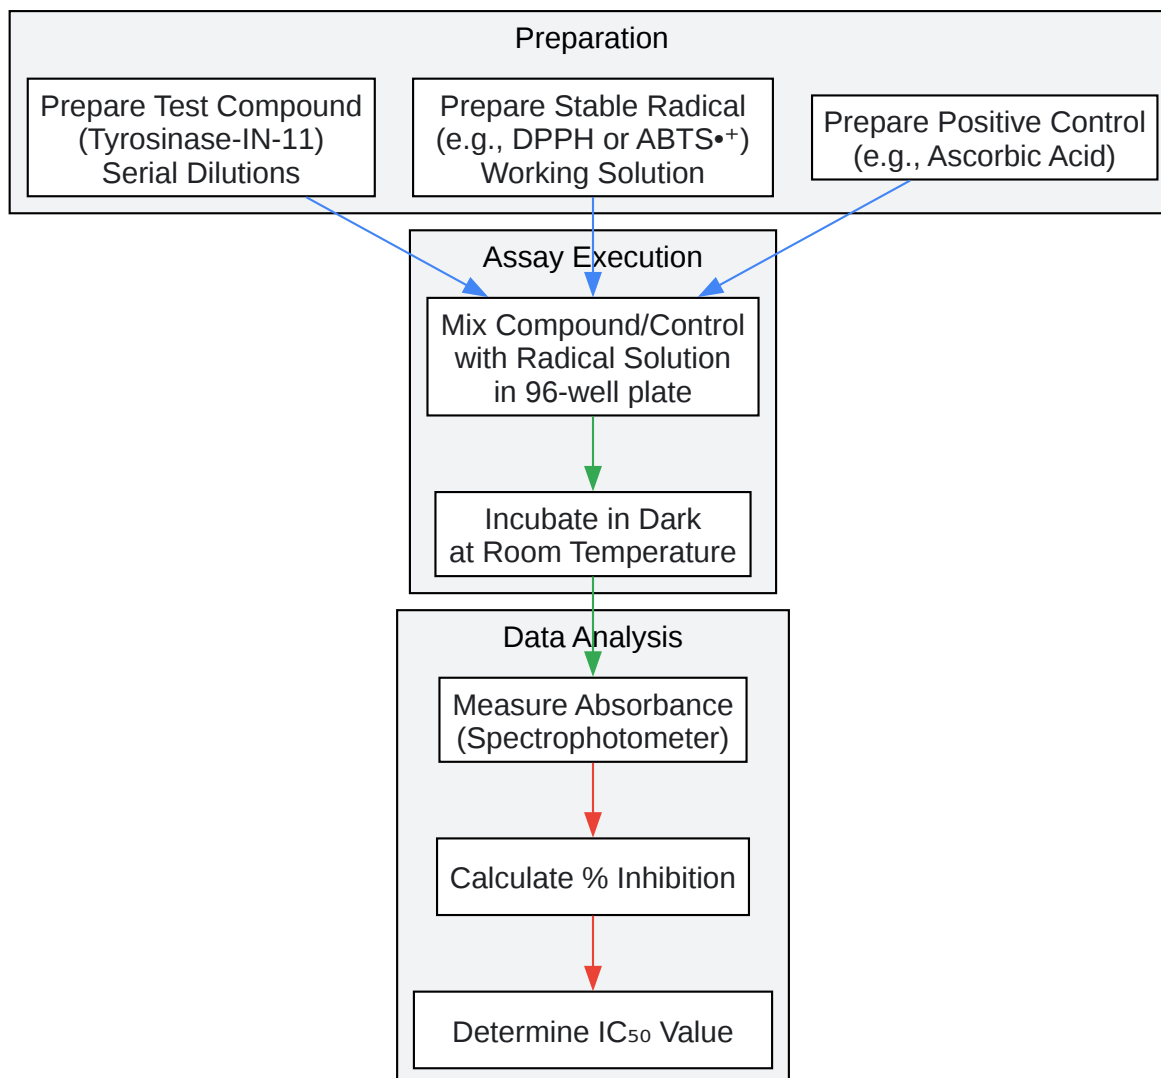 Preparation
Prepare Test Compound
(Tyrosinase-IN-11)
Serial Dilutions
Prepare Stable Radical
(e.g., DPPH or ABTS•⁺)
Working Solution
Prepare Positive Control
(e.g., Ascorbic Acid)
Assay Execution
Mix Compound/Control
with Radical Solution
in 96-well plate
Incubate in Dark
at Room Temperature
Data Analysis
Measure Absorbance
(Spectrophotometer)
Calculate % Inhibition
Determine IC₅₀ Value